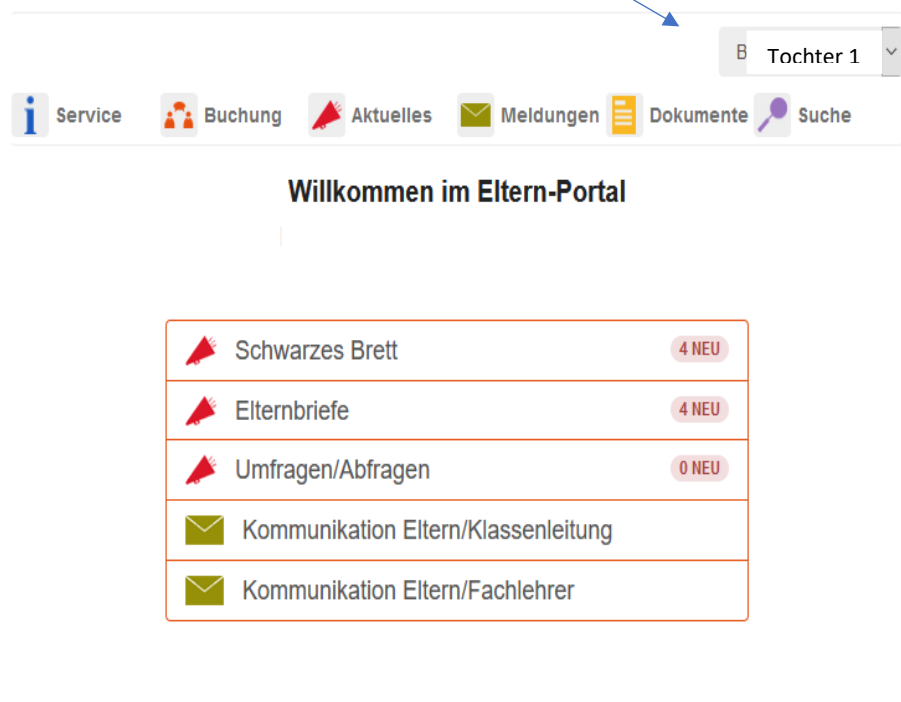 B Tochter 1
Service Buchung Aktuelles Meldungen Dokumente Suche
Willkommen im Eltern-Portal
Schwarzes Brett 4 NEU
Elternbriefe 4 NEU
Umfragen/Abfragen 0 NEU
Kommunikation Eltern/Klassenleitung
Kommunikation Eltern/Fachlehrer